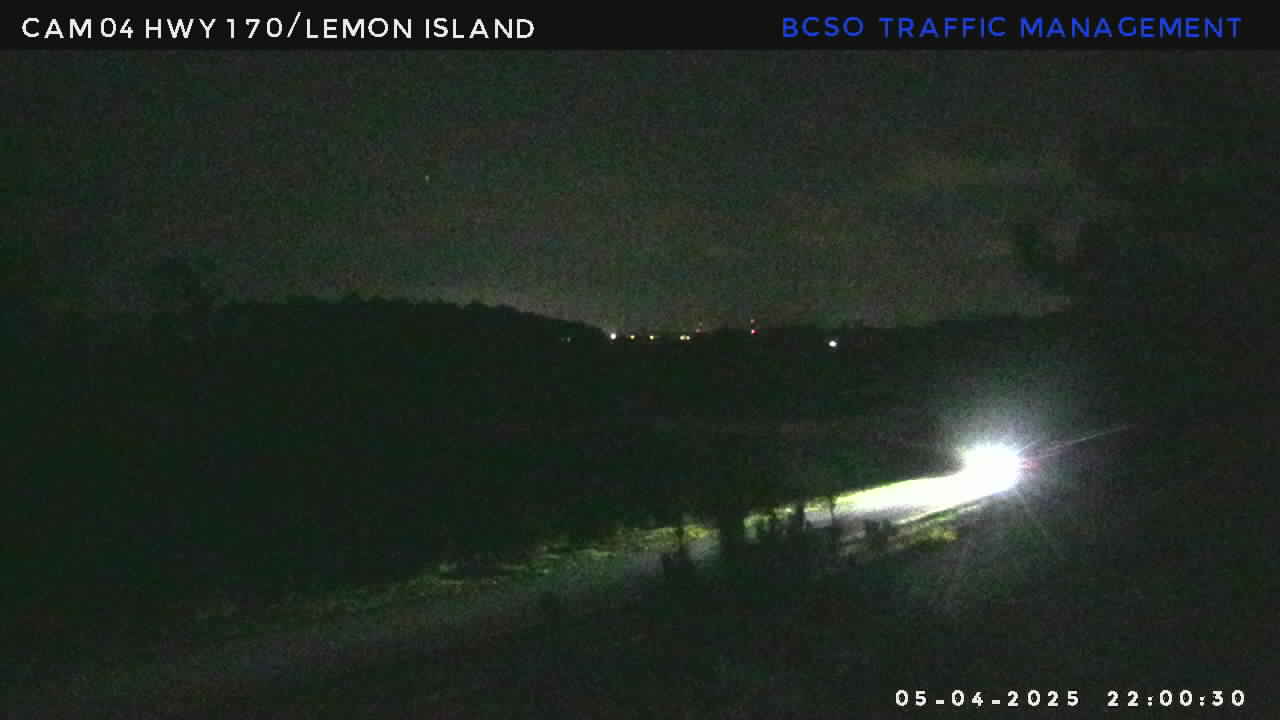 CAM04 HWY 170/LEMON ISLAND
BCSO TRAFFIC MANAGEMENT
05-04-2025 22:00:30